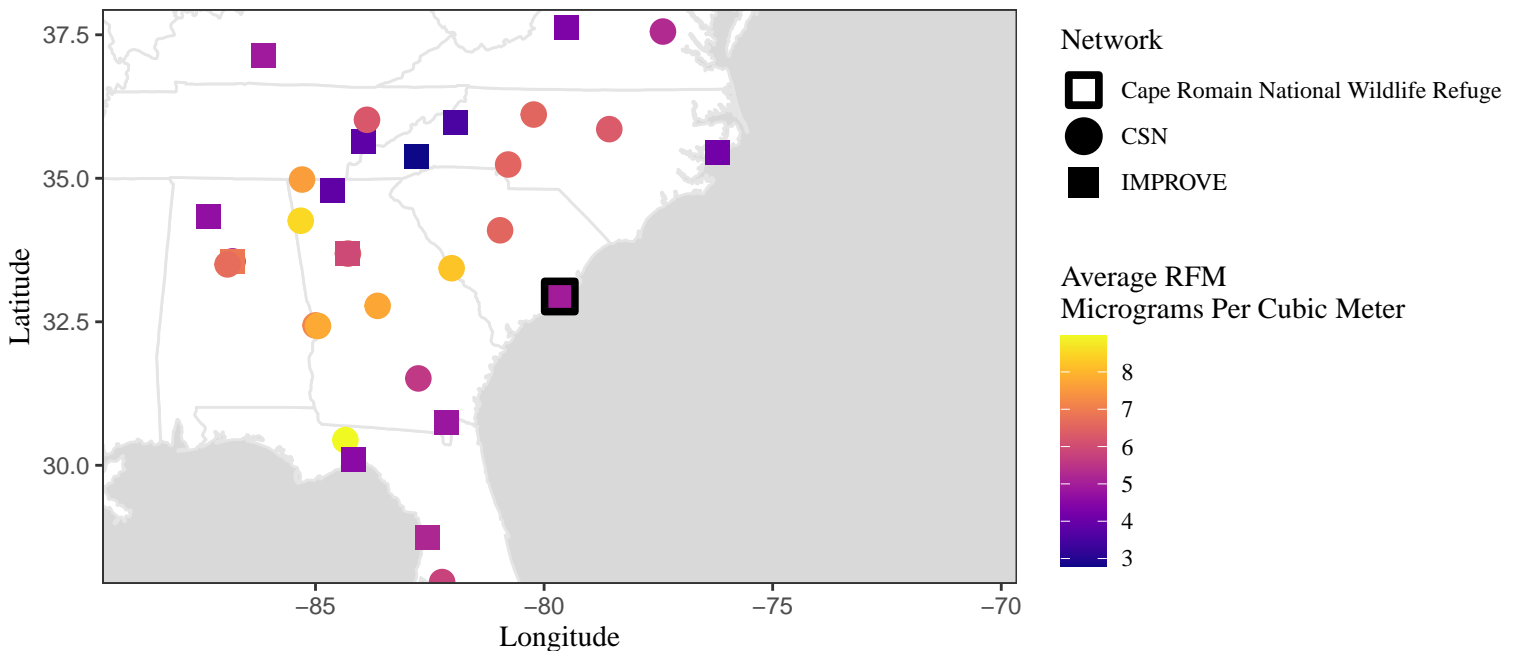 37.5
35.0
32.5
30.0
Latitude
−85
−80
−75
−70
Longitude
Network
Cape Romain National Wildlife Refuge
CSN
IMPROVE
Average RFM
Micrograms Per Cubic Meter
8
7
6
5
4
3